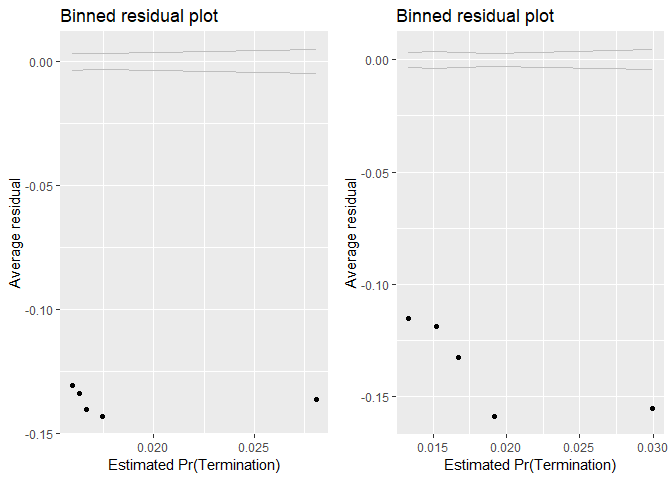 Binned residual plot
0.00
-0.05
-0.10
-0.15
Average residual
0.020 0.025
Estimated Pr(Termination)
Binned residual plot
0.00
-0.05
-0.10
-0.15
Average residual
0.015 0.020 0.025 0.030
Estimated Pr(Termination)